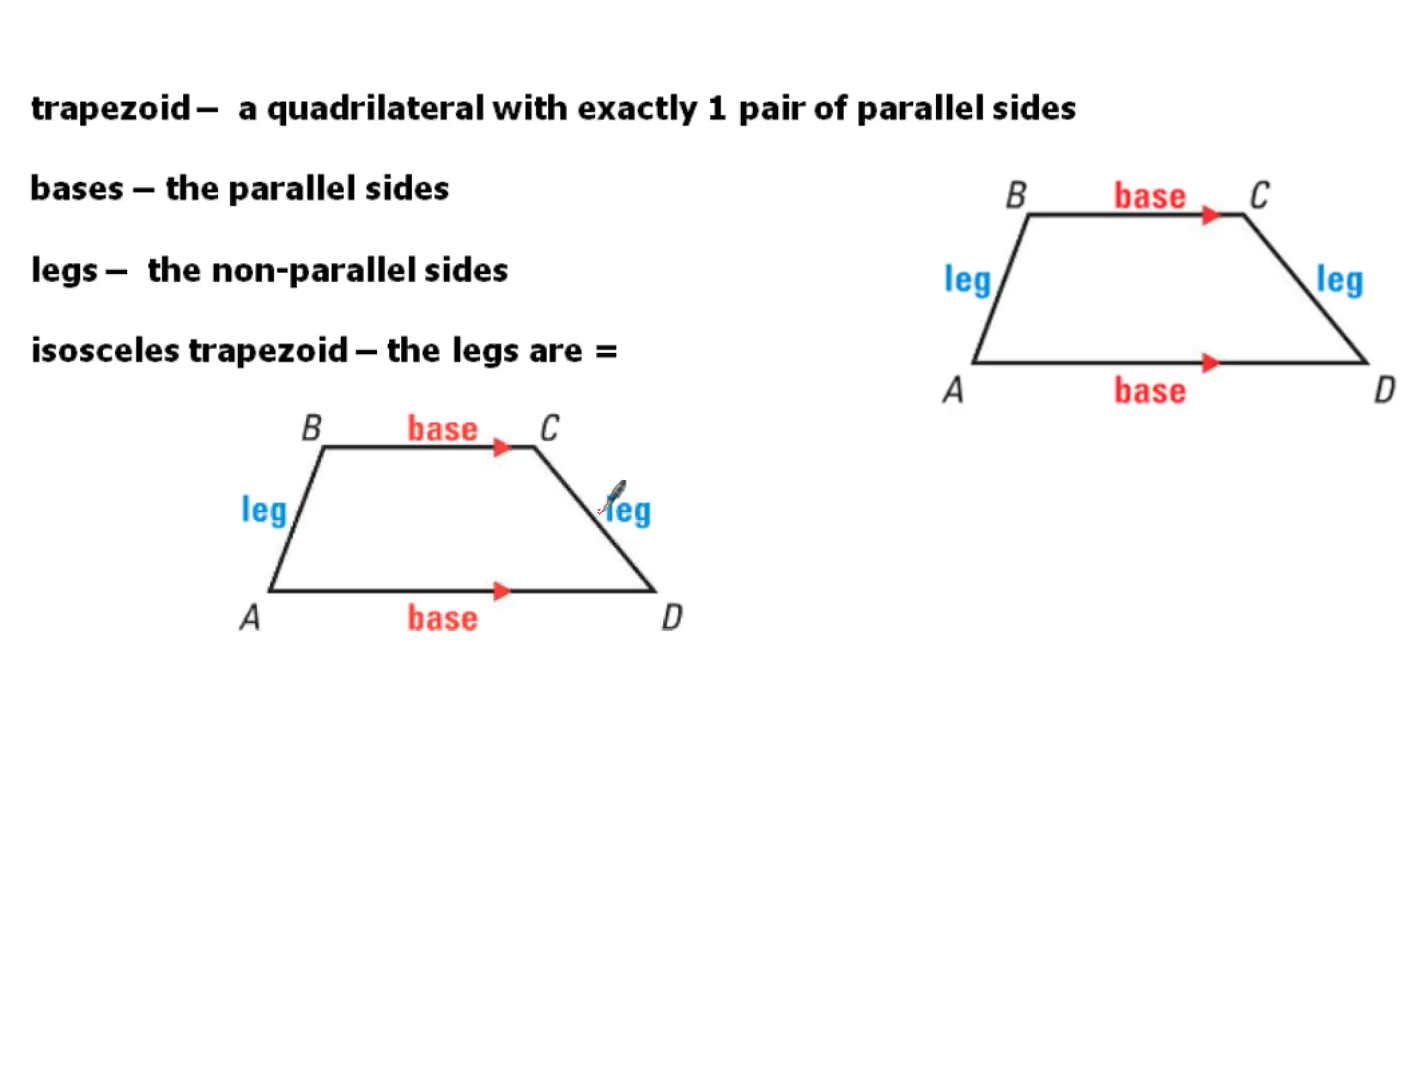 trapezoid – a quadrilateral with exactly 1 pair of parallel sides
bases – the parallel sides
legs – the non-parallel sides
isosceles trapezoid – the legs are =
B base C
leg leg
A base D
B base C
leg leg
A base D